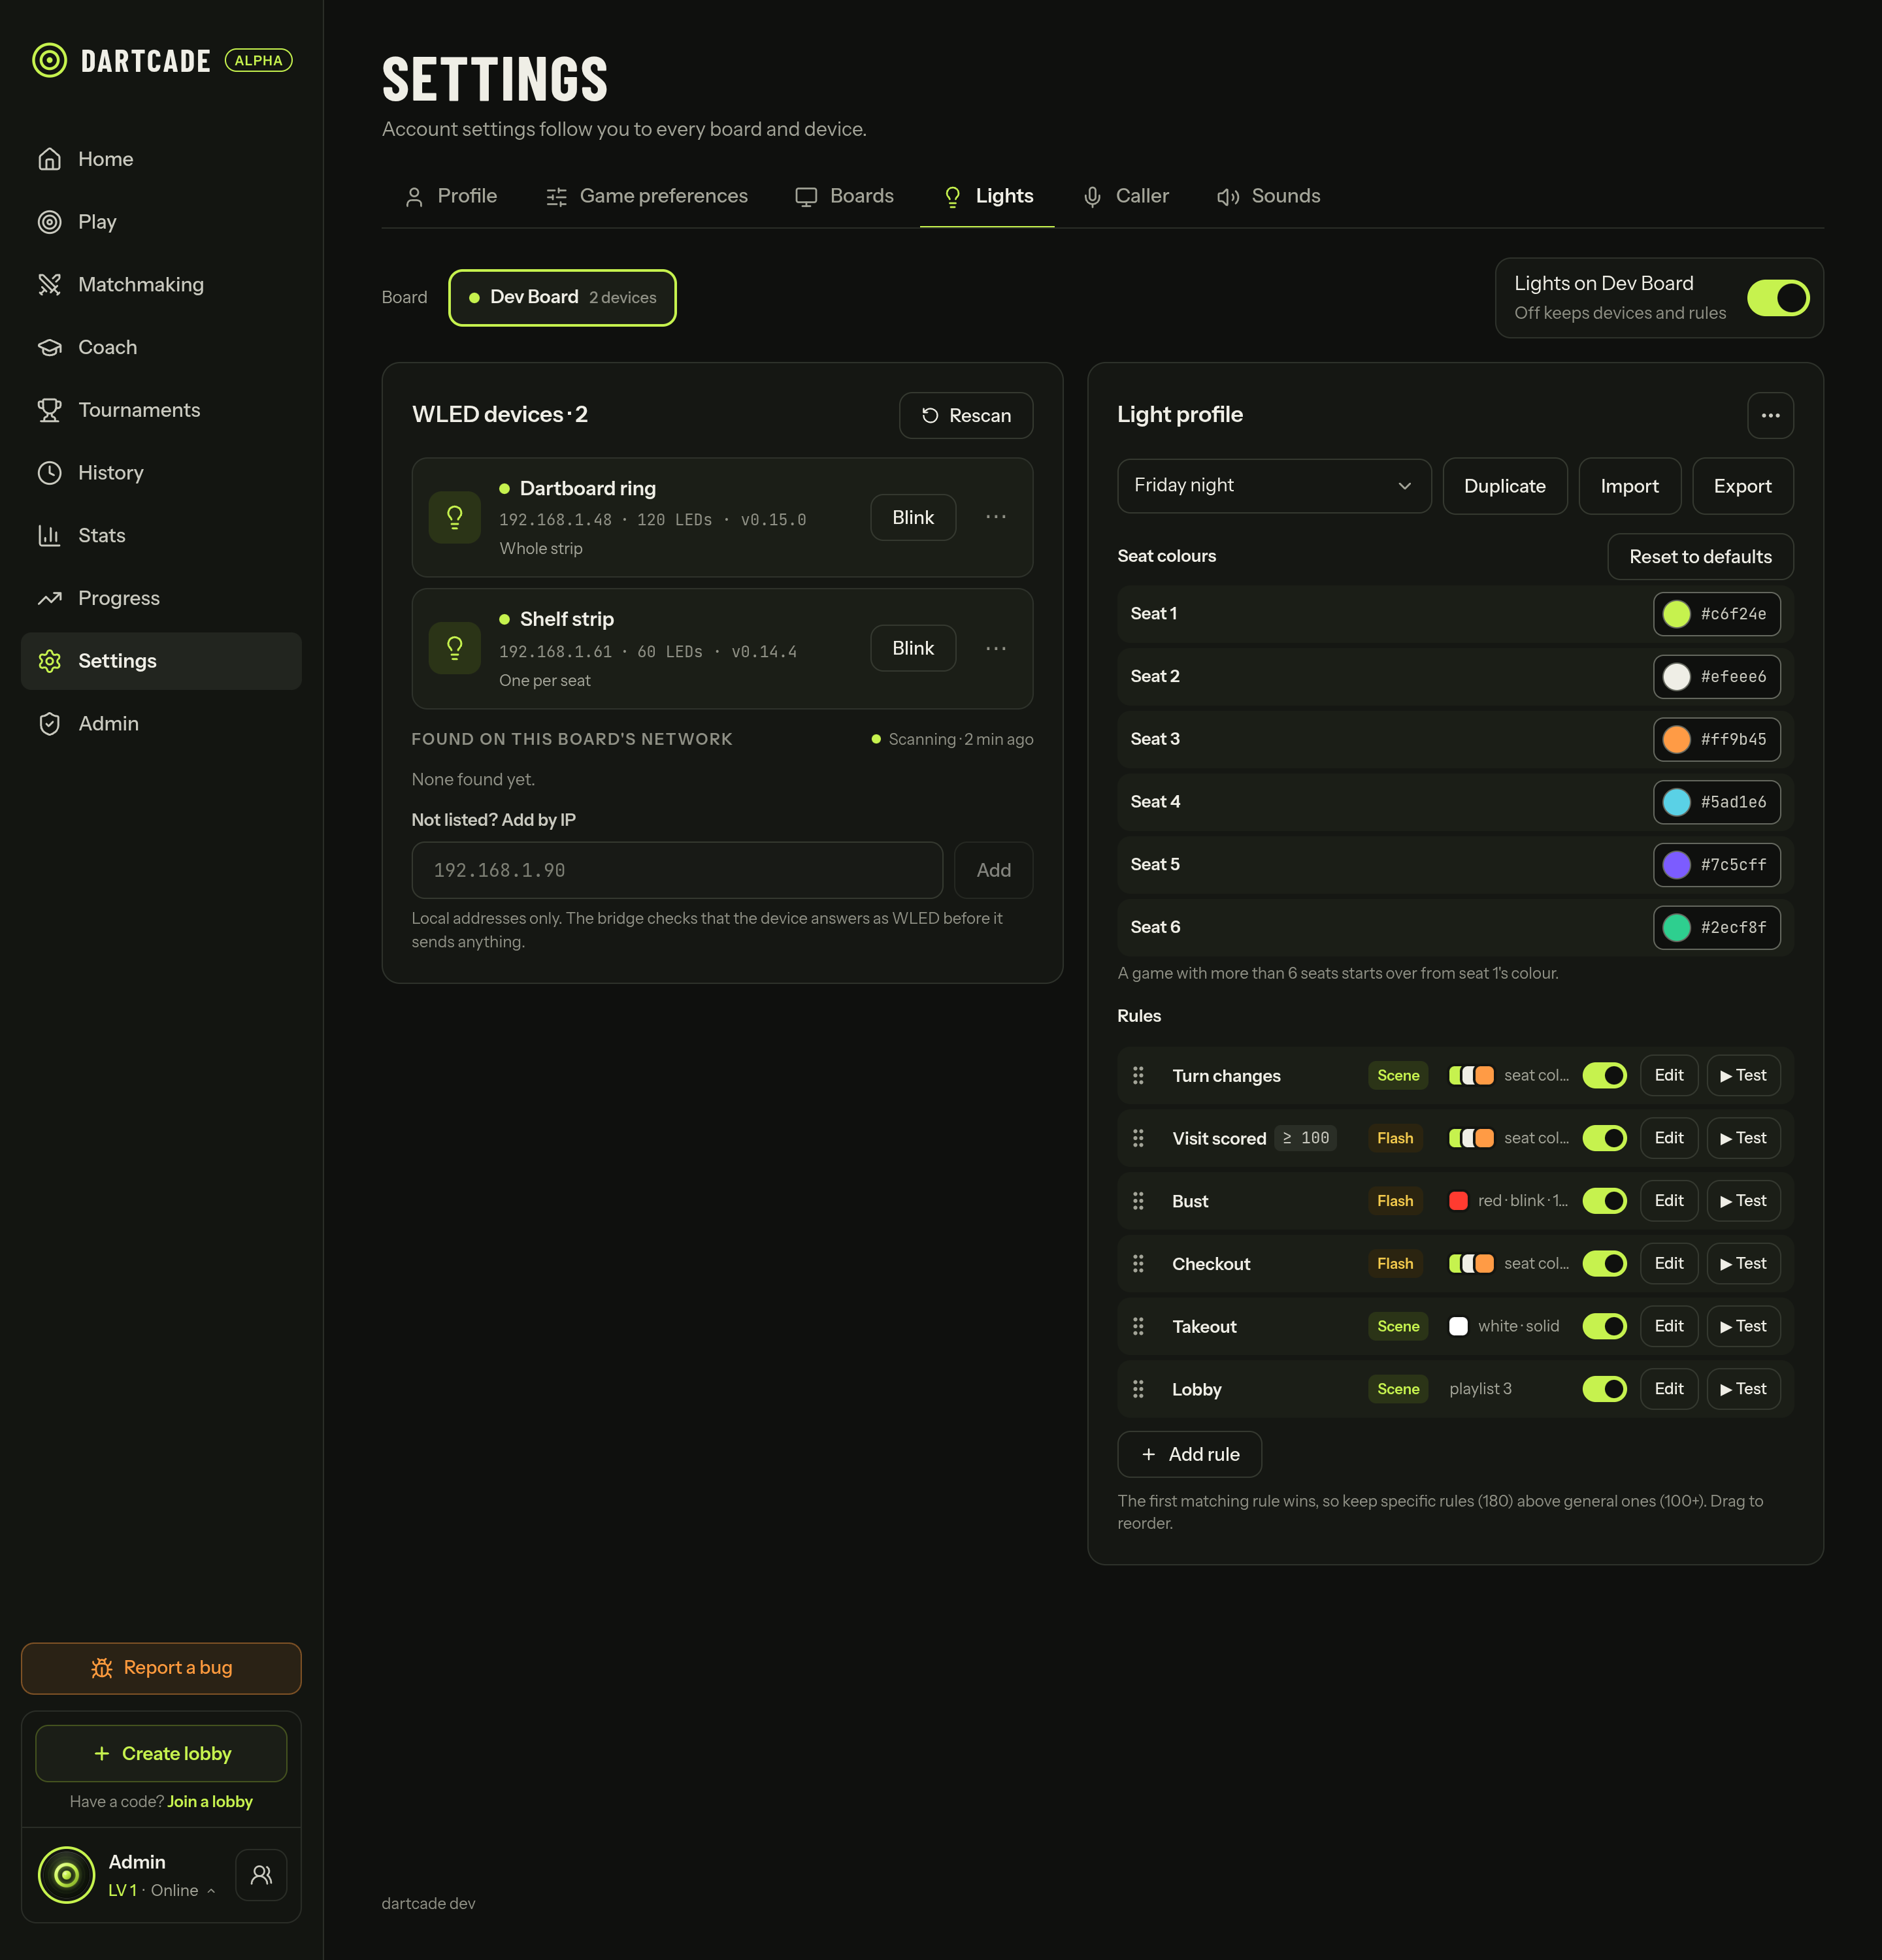 DARTCADE ALPHA
Home
Play
Matchmaking
Coach
Tournaments
History
Stats
Progress
Settings
Admin
Report a bug
Create lobby
Have a code? Join a lobby
Admin
LV 1 · Online
SETTINGS
Account settings follow you to every board and device.
Profile Game preferences Boards Lights Caller Sounds
Board Dev Board 2 devices
Lights on Dev Board
Off keeps devices and rules
WLED devices · 2 Rescan
Dartboard ring
192.168.1.48 · 120 LEDs · v0.15.0
Whole strip
Blink ...
Shelf strip
192.168.1.61 · 60 LEDs · v0.14.4
One per seat
Blink ...
FOUND ON THIS BOARD'S NETWORK Scanning · 2 min ago
None found yet.
Not listed? Add by IP
192.168.1.90 Add
Local addresses only. The bridge checks that the device answers as WLED before it
sends anything.
Light profile ...
Friday night Duplicate Import Export
Seat colours Reset to defaults
Seat 1 #c6f24e
Seat 2 #efeee6
Seat 3 #ff9b45
Seat 4 #5ad1e6
Seat 5 #7c5cff
Seat 6 #2ecf8f
A game with more than 6 seats starts over from seat 1's colour.
Rules
Turn changes Scene seat col... Edit ▶ Test
Visit scored ≥ 100 Flash seat col... Edit ▶ Test
Bust Flash red · blink · 1... Edit ▶ Test
Checkout Flash seat col... Edit ▶ Test
Takeout Scene white · solid Edit ▶ Test
Lobby Scene playlist 3 Edit ▶ Test
+ Add rule
The first matching rule wins, so keep specific rules (180) above general ones (100+). Drag to
reorder.
dartcade dev